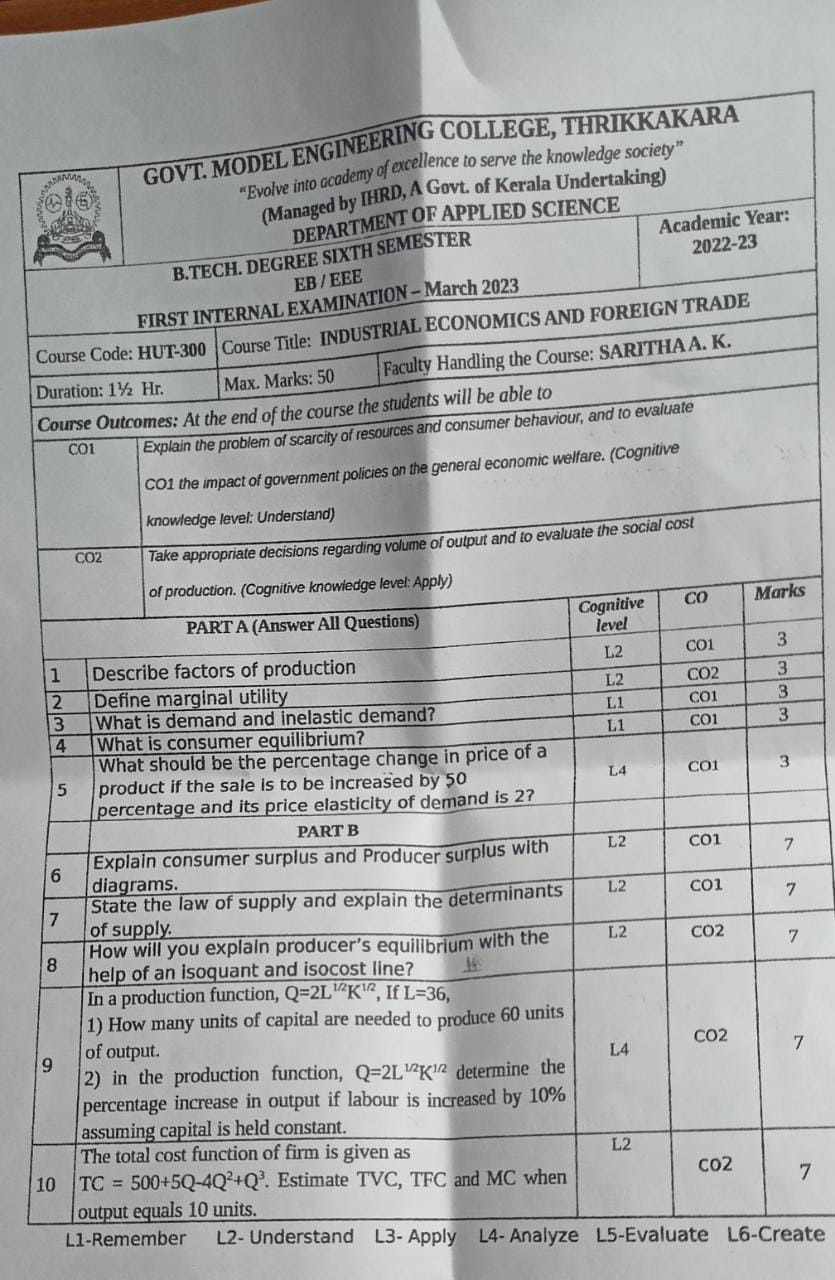 GOVT. MODEL ENGINEERING COLLEGE, THRIKKAKARA
“Evolve into academy of excellence to serve the knowledge society”
(Managed by IHRD, A Govt. of Kerala Undertaking)
DEPARTMENT OF APPLIED SCIENCE
B.TECH. DEGREE SIXTH SEMESTER
EB / EEE
FIRST INTERNAL EXAMINATION – March 2023
Academic Year:
2022-23
Course Code: HUT-300 Course Title: INDUSTRIAL ECONOMICS AND FOREIGN TRADE
Duration: 1½ Hr. Max. Marks: 50 Faculty Handling the Course: SARITHA A. K.
Course Outcomes: At the end of the course the students will be able to
CO1 Explain the problem of scarcity of resources and consumer behaviour, and to evaluate
CO1 the impact of government policies on the general economic welfare. (Cognitive
knowledge level: Understand)
CO2 Take appropriate decisions regarding volume of output and to evaluate the social cost
of production. (Cognitive knowledge level: Apply)
PART A (Answer All Questions) Cognitive level CO Marks
1 Describe factors of production L2 CO1 3
2 Define marginal utility L2 CO2 3
3 What is demand and inelastic demand? L1 CO1 3
4 What is consumer equilibrium? L1 CO1 3
5 What should be the percentage change in price of a
product if the sale is to be increased by 50
percentage and its price elasticity of demand is 2? L4 CO1 3
PART B
6 Explain consumer surplus and Producer surplus with
diagrams. L2 CO1 7
7 State the law of supply and explain the determinants
of supply. L2 CO1 7
8 How will you explain producer’s equilibrium with the
help of an isoquant and isocost line? L2 CO2 7
9 In a production function, Q=2L^1/2K^1/2, If L=36,
1) How many units of capital are needed to produce 60 units
of output.
2) in the production function, Q=2L^1/2K^1/2 determine the
percentage increase in output if labour is increased by 10%
assuming capital is held constant. L4 CO2 7
10 The total cost function of firm is given as
TC = 500+5Q-4Q²+Q³. Estimate TVC, TFC and MC when
output equals 10 units. L2 CO2 7
L1-Remember L2- Understand L3- Apply L4- Analyze L5-Evaluate L6-Create